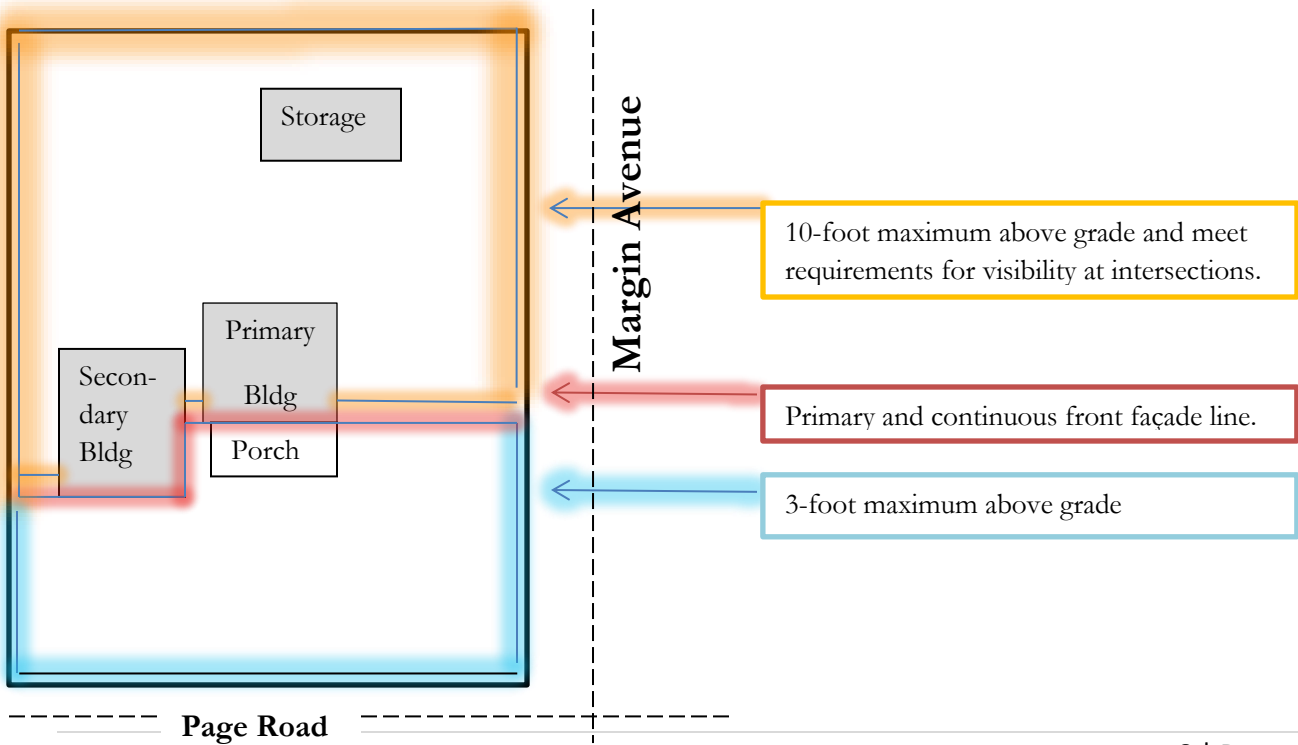 Storage
Margin Avenue
10-foot maximum above grade and meet
requirements for visibility at intersections.
Primary
Bldg
Secon-
dary
Bldg
Porch
Primary and continuous front façade line.
3-foot maximum above grade
Page Road